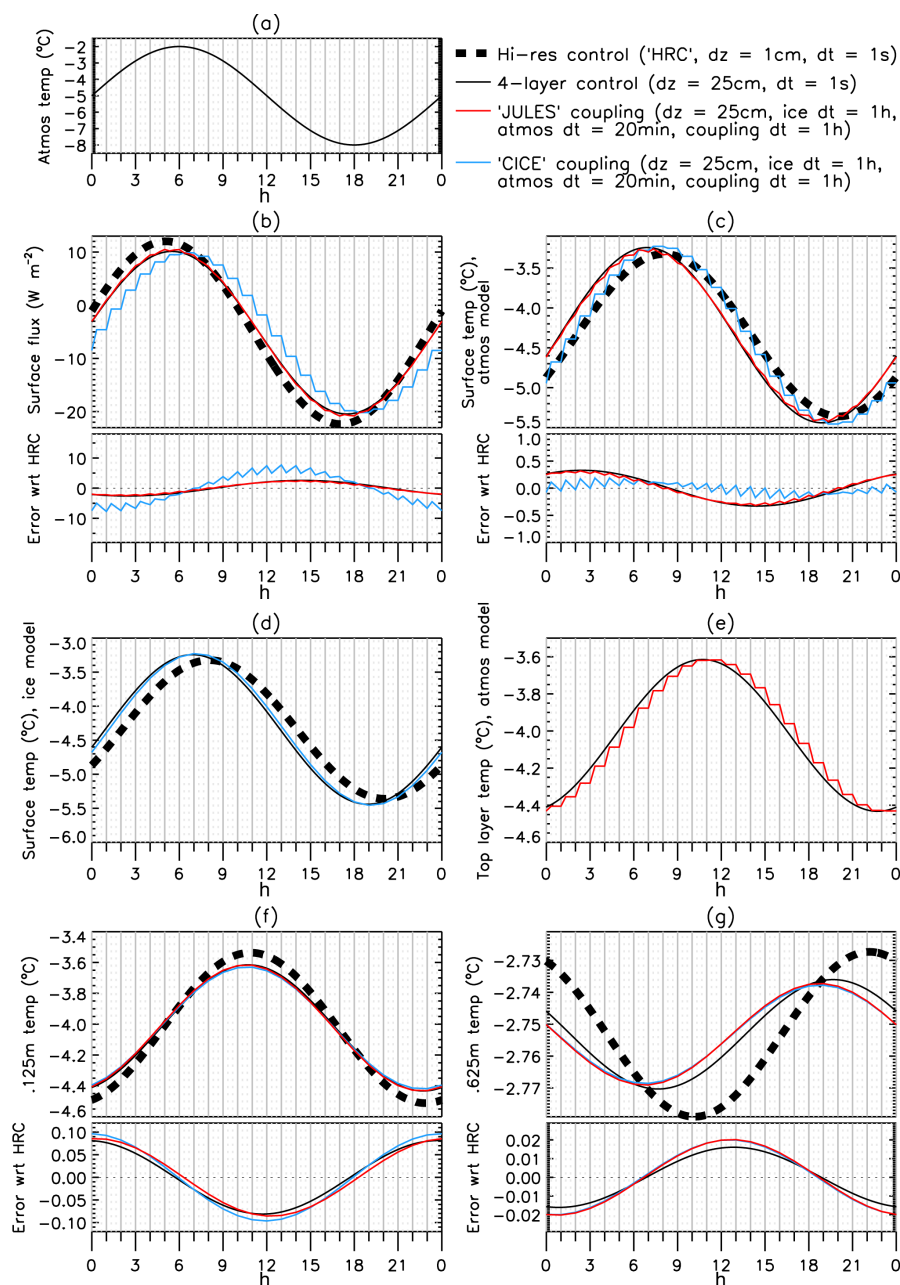 (a)
Atmos temp (°C)
−2
−3
−4
−5
−6
−7
−8
0 3 6 9 12 15 18 21 0
h
Hi−res control ('HRC', dz = 1cm, dt = 1s)
4−layer control (dz = 25cm, dt = 1s)
'JULES' coupling (dz = 25cm, ice dt = 1h,
atmos dt = 20min, coupling dt = 1h)
'CICE' coupling (dz = 25cm, ice dt = 1h,
atmos dt = 20min, coupling dt = 1h)
(b)
Surface flux (W m⁻²)
10
0
−10
−20
Error wrt HRC
10
0
−10
0 3 6 9 12 15 18 21 0
h
(c)
Surface temp (°C),
atmos model
−3.5
−4.0
−4.5
−5.0
−5.5
Error wrt HRC
1.0
0.5
0.0
−0.5
−1.0
0 3 6 9 12 15 18 21 0
h
(d)
Surface temp (°C), ice model
−3.0
−3.5
−4.0
−4.5
−5.0
−5.5
−6.0
0 3 6 9 12 15 18 21 0
h
(e)
Top layer temp (°C), atmos model
−3.6
−3.8
−4.0
−4.2
−4.4
−4.6
0 3 6 9 12 15 18 21 0
h
(f)
.125m temp (°C)
−3.4
−3.6
−3.8
−4.0
−4.2
−4.4
−4.6
Error wrt HRC
0.10
0.05
0.00
−0.05
−0.10
0 3 6 9 12 15 18 21 0
h
(g)
.625m temp (°C)
−2.73
−2.74
−2.75
−2.76
−2.77
Error wrt HRC
0.02
0.01
0.00
−0.01
−0.02
0 3 6 9 12 15 18 21 0
h